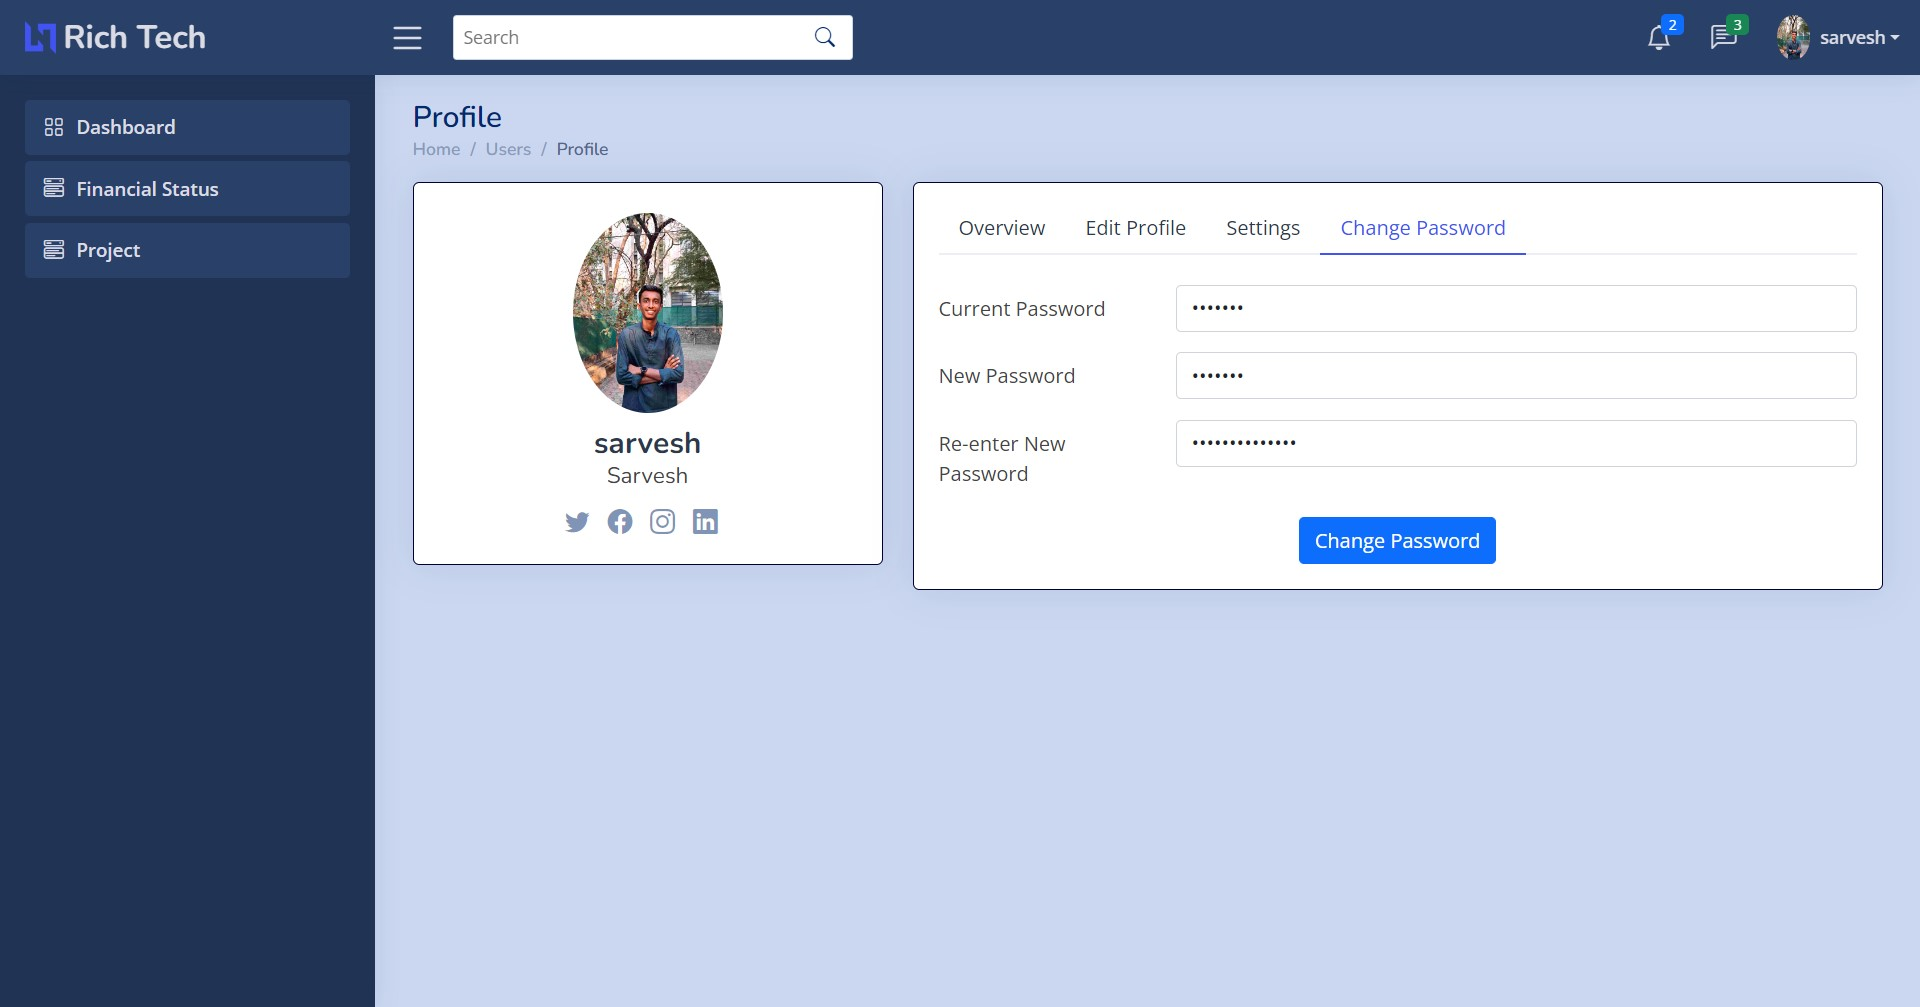 Rich Tech
Search
2
3
sarvesh
Dashboard
Financial Status
Project
Profile
Home / Users / Profile
sarvesh
Sarvesh
Overview Edit Profile Settings Change Password
Current Password •••••••
New Password •••••••
Re-enter New ••••••••••••••
Password
Change Password